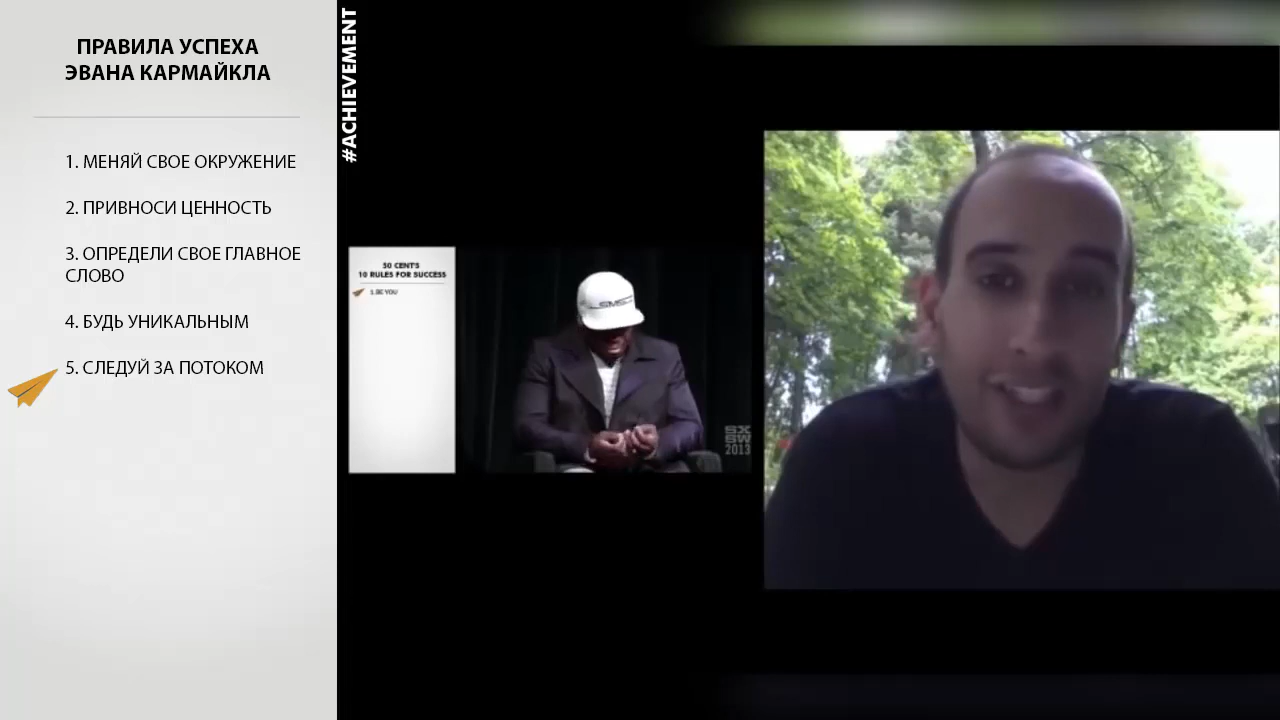 ПРАВИЛА УСПЕХА
ЭВАНА КАРМАЙКЛА
1. МЕНЯЙ СВОЕ ОКРУЖЕНИЕ
2. ПРИВНОСИ ЦЕННОСТЬ
3. ОПРЕДЕЛИ СВОЕ ГЛАВНОЕ
СЛОВО
4. БУДЬ УНИКАЛЬНЫМ
5. СЛЕДУЙ ЗА ПОТОКОМ
#ACHIEVEMENT
50 CENT'S
10 RULES FOR SUCCESS
1. BE YOU
SMS
SX
SW
2013